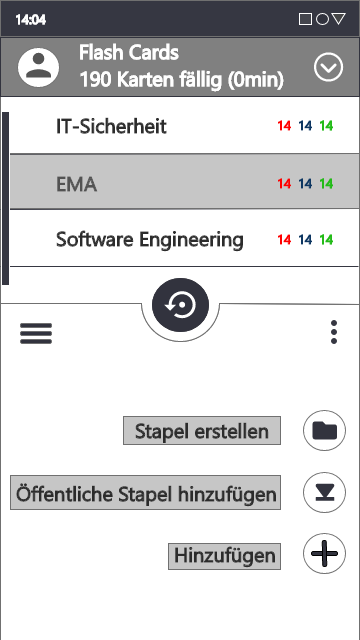 14:04
Flash Cards
190 Karten fällig (0min)
IT-Sicherheit 14 14 14
EMA 14 14 14
Software Engineering 14 14 14
Stapel erstellen
Öffentliche Stapel hinzufügen
Hinzufügen